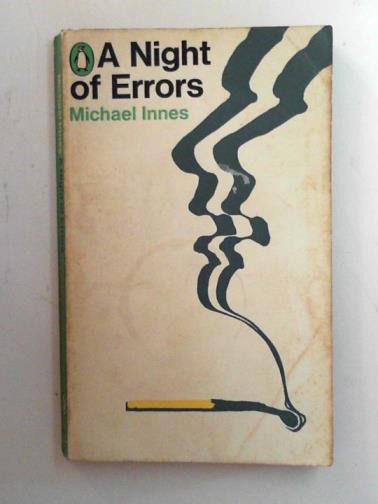 A Night
of Errors
Michael Innes